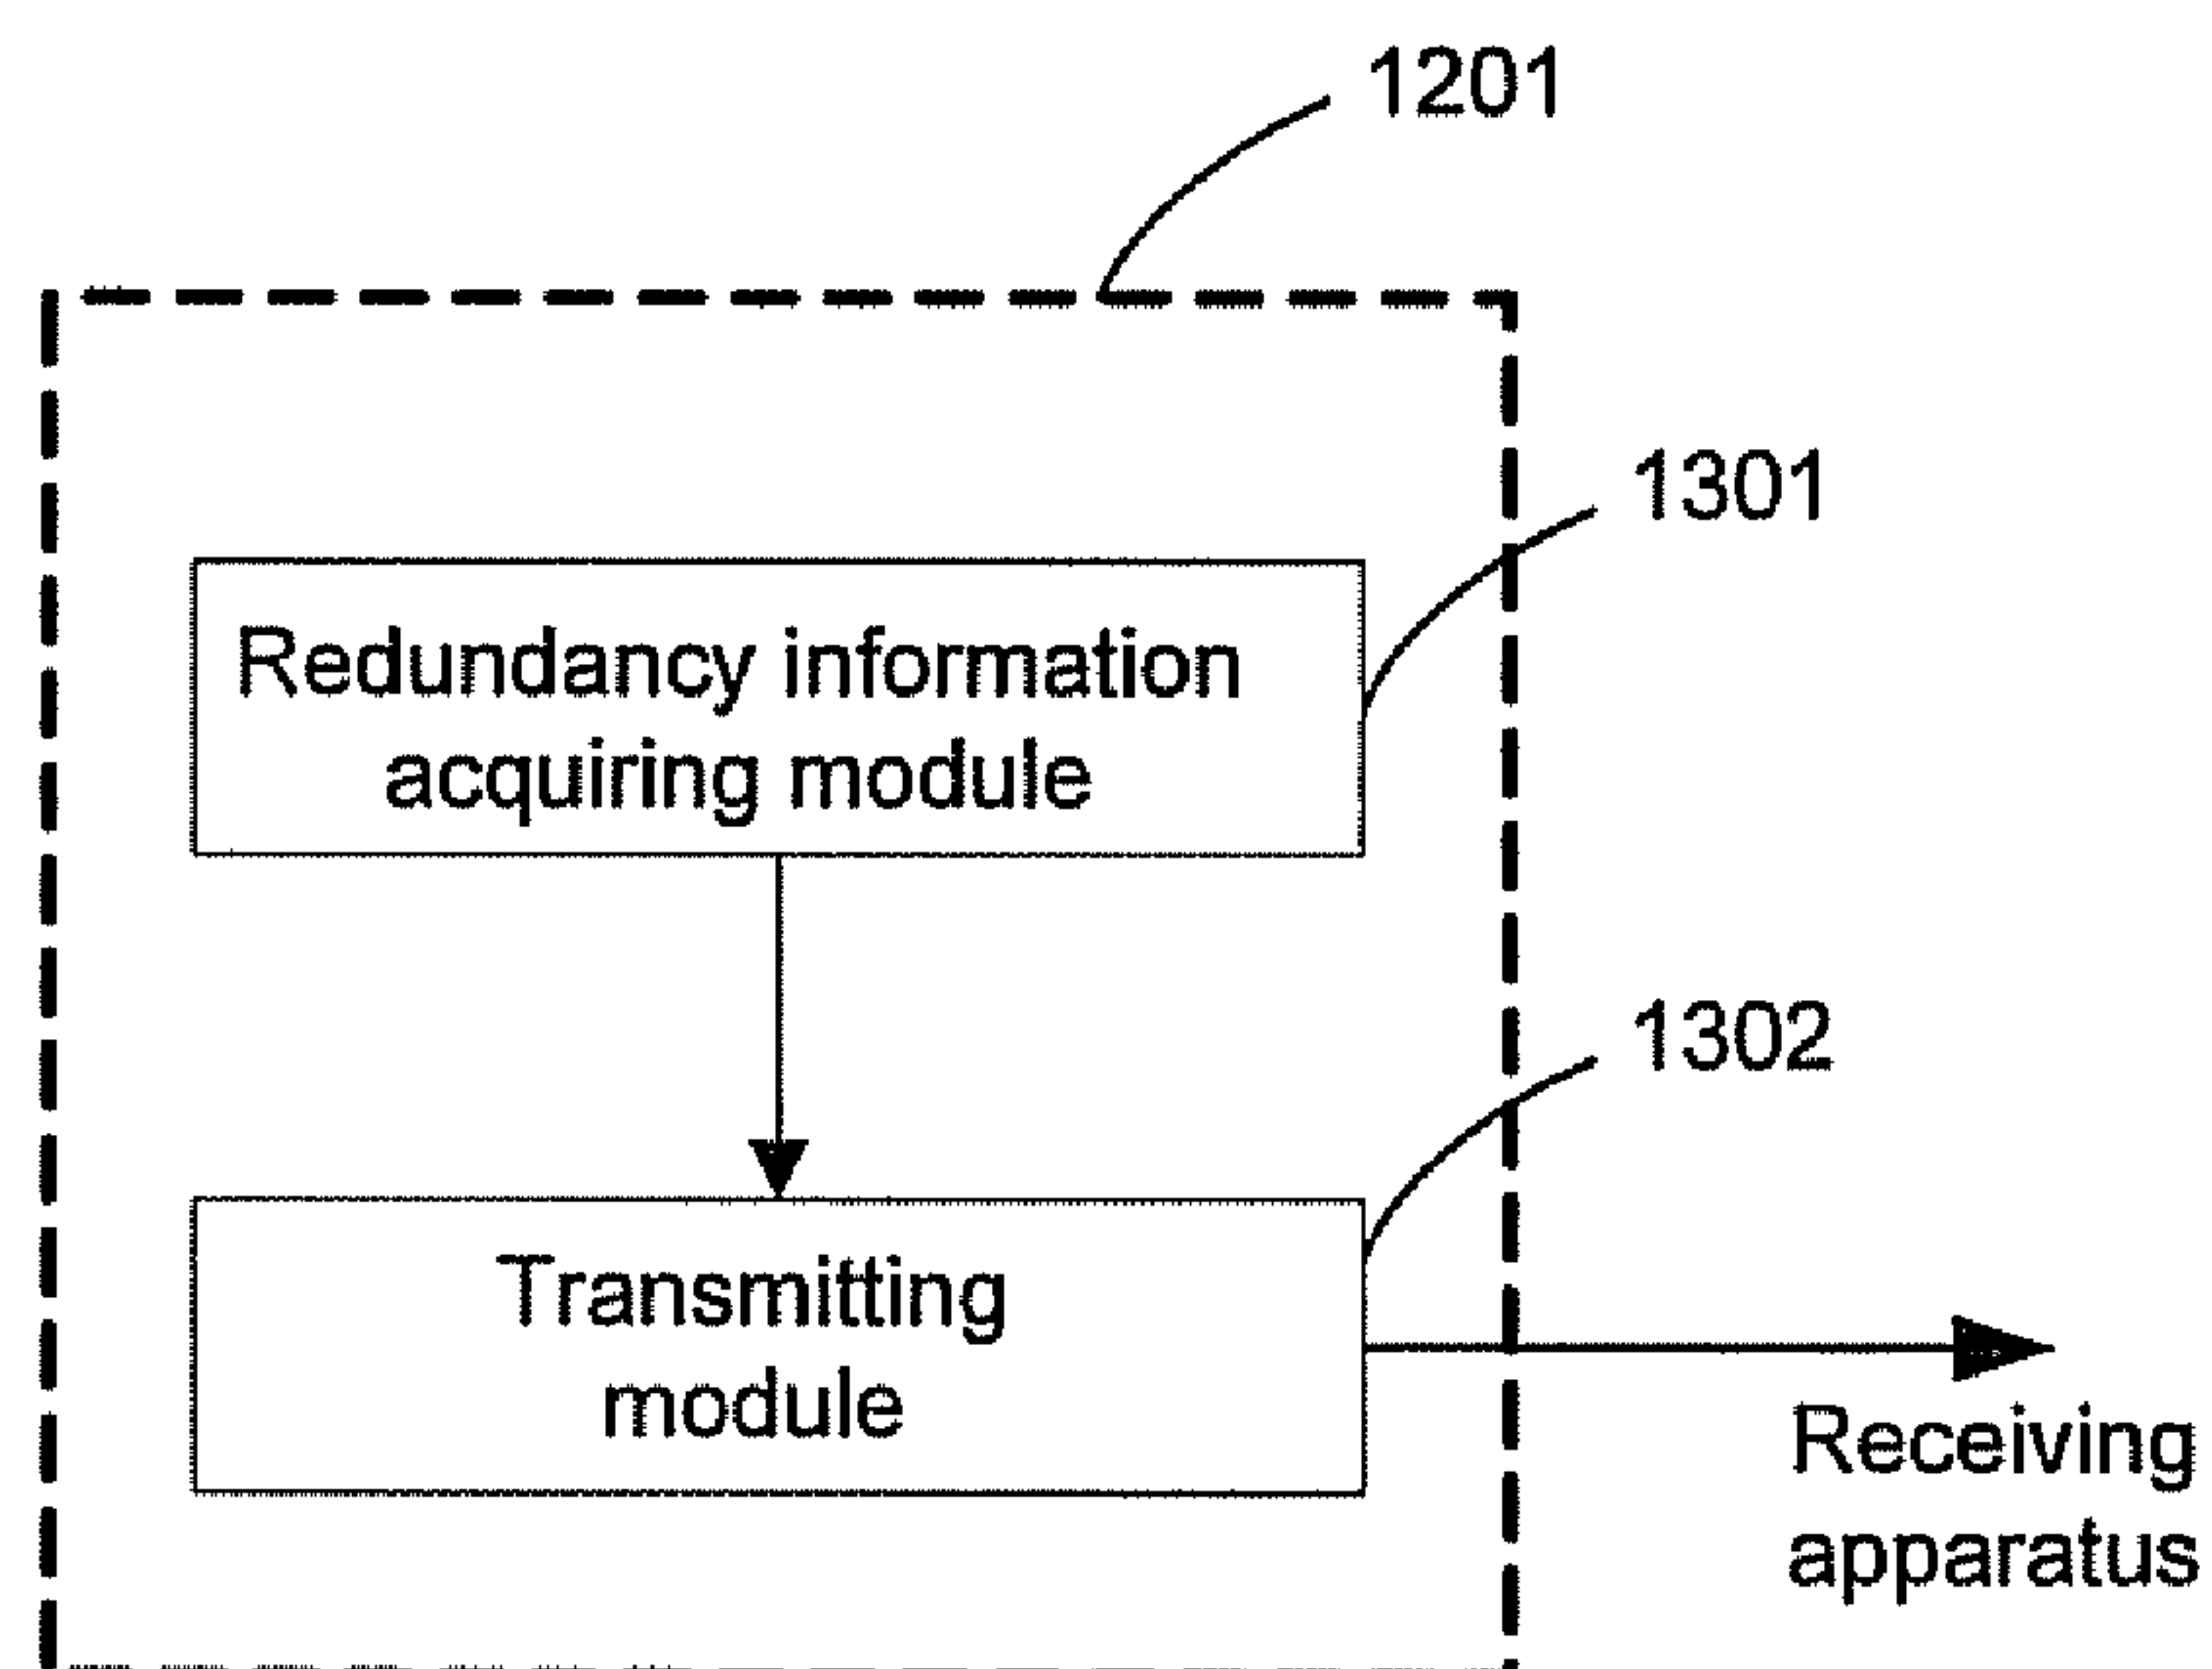 1201
1301
Redundancy information
acquiring module
1302
Transmitting
module
Receiving
apparatus